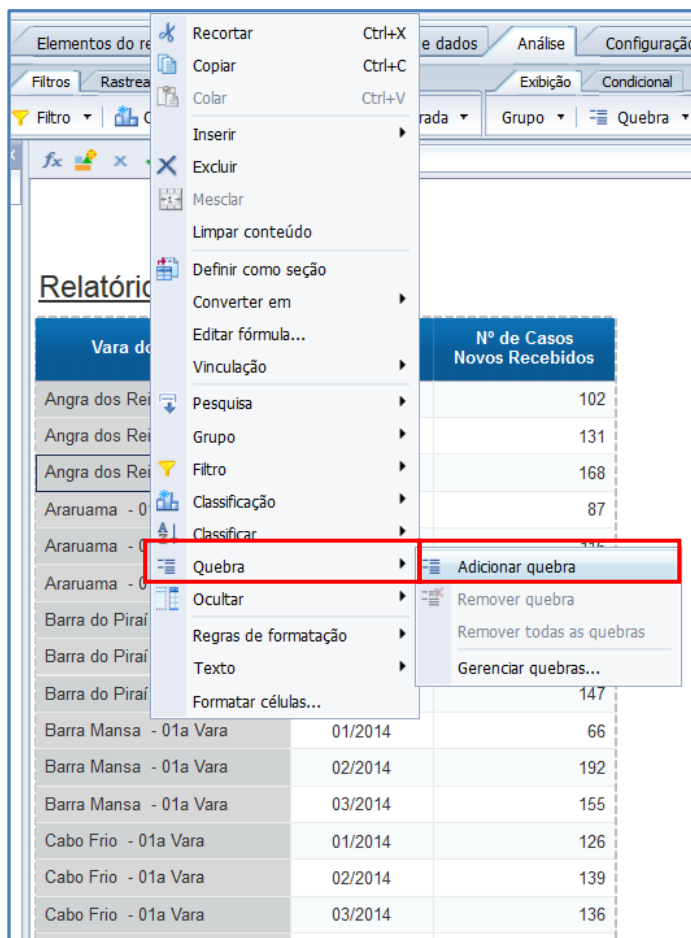 Elementos do re
e dados
Análise
Configuração
Filtros
Rastrea
Exibição
Condicional
Filtro
C
rada
Grupo
Quebra
fx
Relatóric
Recortar Ctrl+X
Copiar Ctrl+C
Colar Ctrl+V
Inserir
Excluir
Mesclar
Limpar conteúdo
Definir como seção
Converter em
Editar fórmula...
Vinculação
Pesquisa
Grupo
Filtro
Classificação
Classificar
Quebra
Ocultar
Regras de formatação
Texto
Formatar células...
Adicionar quebra
Remover quebra
Remover todas as quebras
Gerenciar quebras...
Vara do
Nº de Casos
Novos Recebidos
Angra dos Rei 102
Angra dos Rei 131
Angra dos Rei 168
Araruama - 0 87
Araruama - 0
Araruama - 0
Barra do Piraí
Barra do Piraí
Barra do Piraí 147
Barra Mansa - 01a Vara 01/2014 66
Barra Mansa - 01a Vara 02/2014 192
Barra Mansa - 01a Vara 03/2014 155
Cabo Frio - 01a Vara 01/2014 126
Cabo Frio - 01a Vara 02/2014 139
Cabo Frio - 01a Vara 03/2014 136